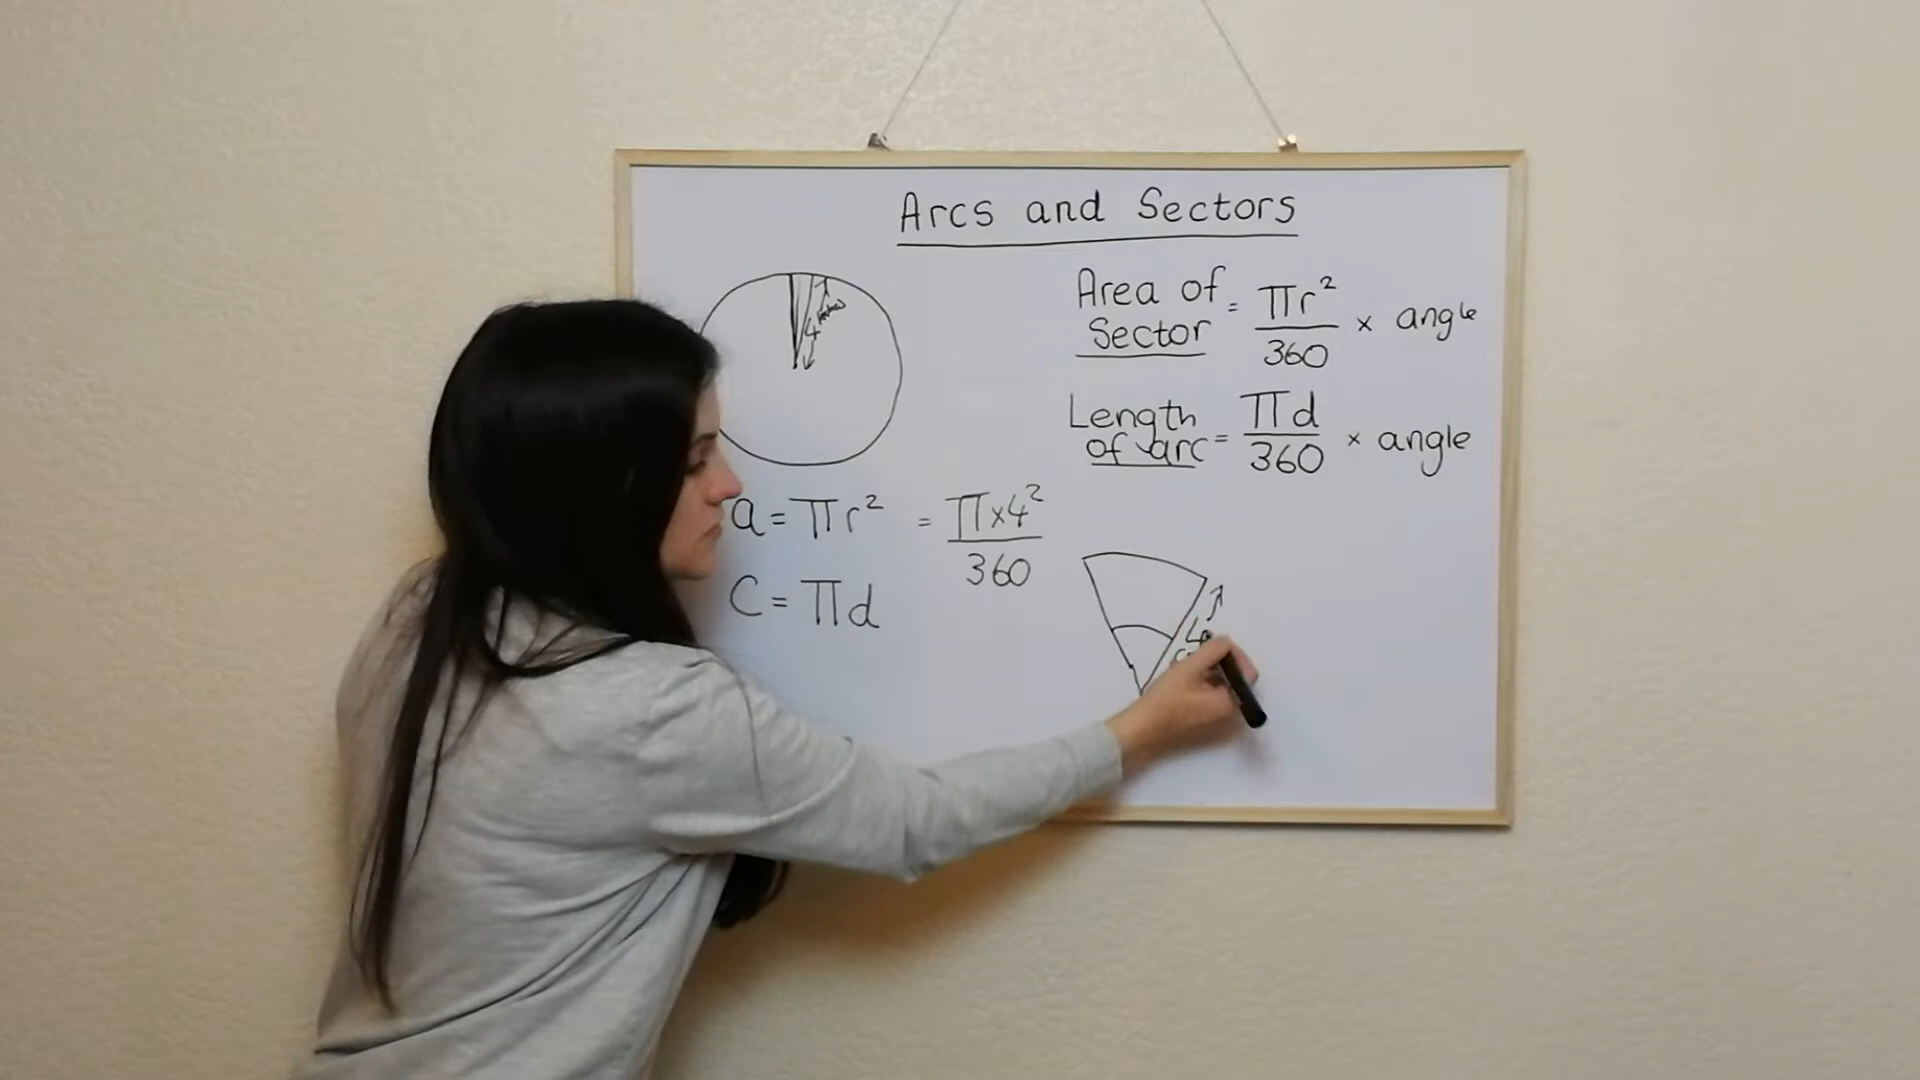 Arcs and Sectors
Area of Sector = πr²/360 × angle
Length of arc = πd/360 × angle
4
a = πr² = π×4²/360
C = πd